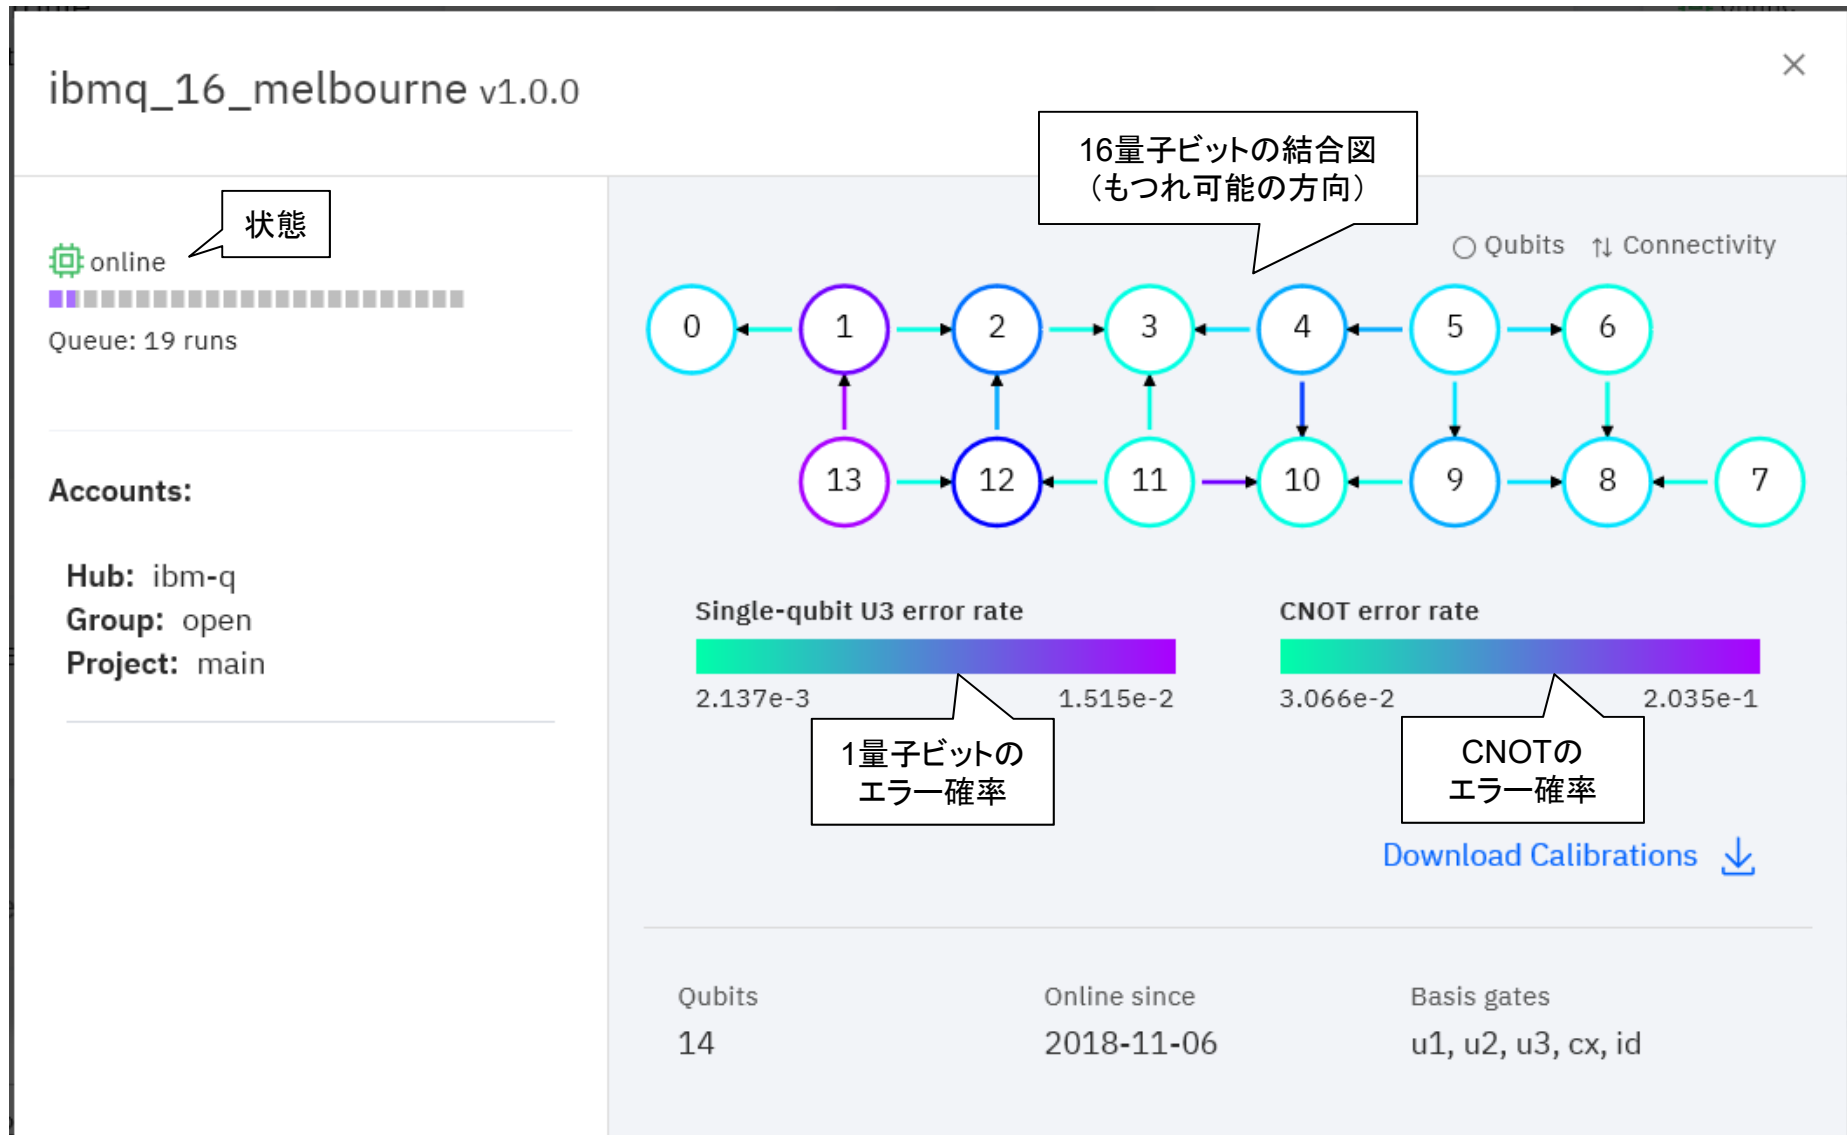 ibmq_16_melbourne v1.0.0
状態
online
Queue: 19 runs
Accounts:
Hub: ibm-q
Group: open
Project: main
16量子ビットの結合図
（もつれ可能の方向）
Qubits Connectivity
0 1 2 3 4 5 6
13 12 11 10 9 8 7
Single-qubit U3 error rate
2.137e-3 1.515e-2
1量子ビットの
エラー確率
CNOT error rate
3.066e-2 2.035e-1
CNOTの
エラー確率
Download Calibrations
Qubits
14
Online since
2018-11-06
Basis gates
u1, u2, u3, cx, id